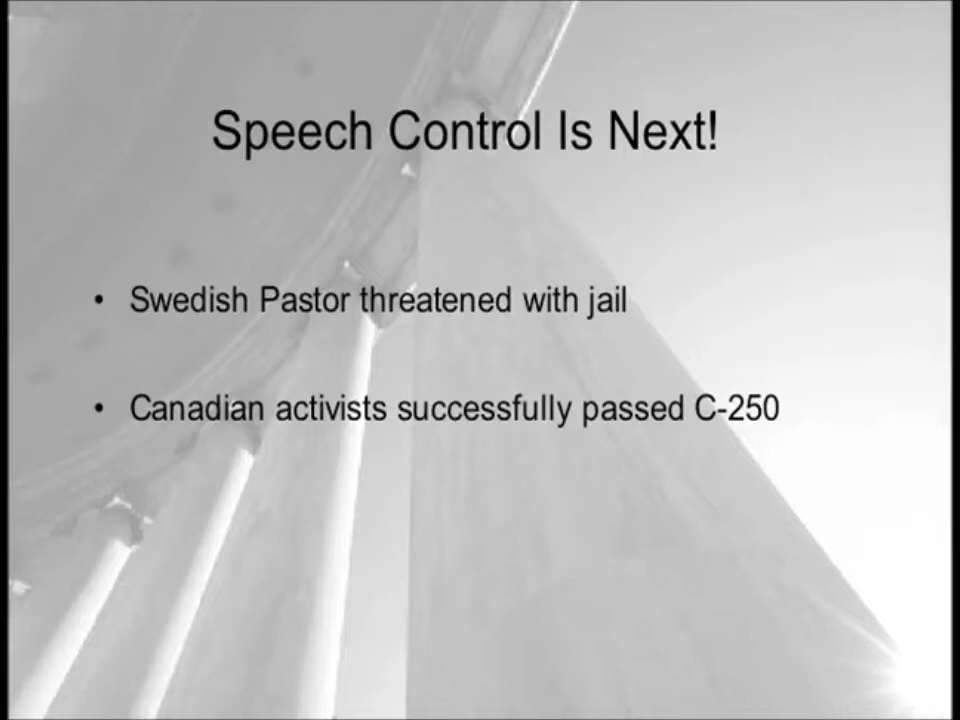 Speech Control Is Next!
• Swedish Pastor threatened with jail
• Canadian activists successfully passed C-250